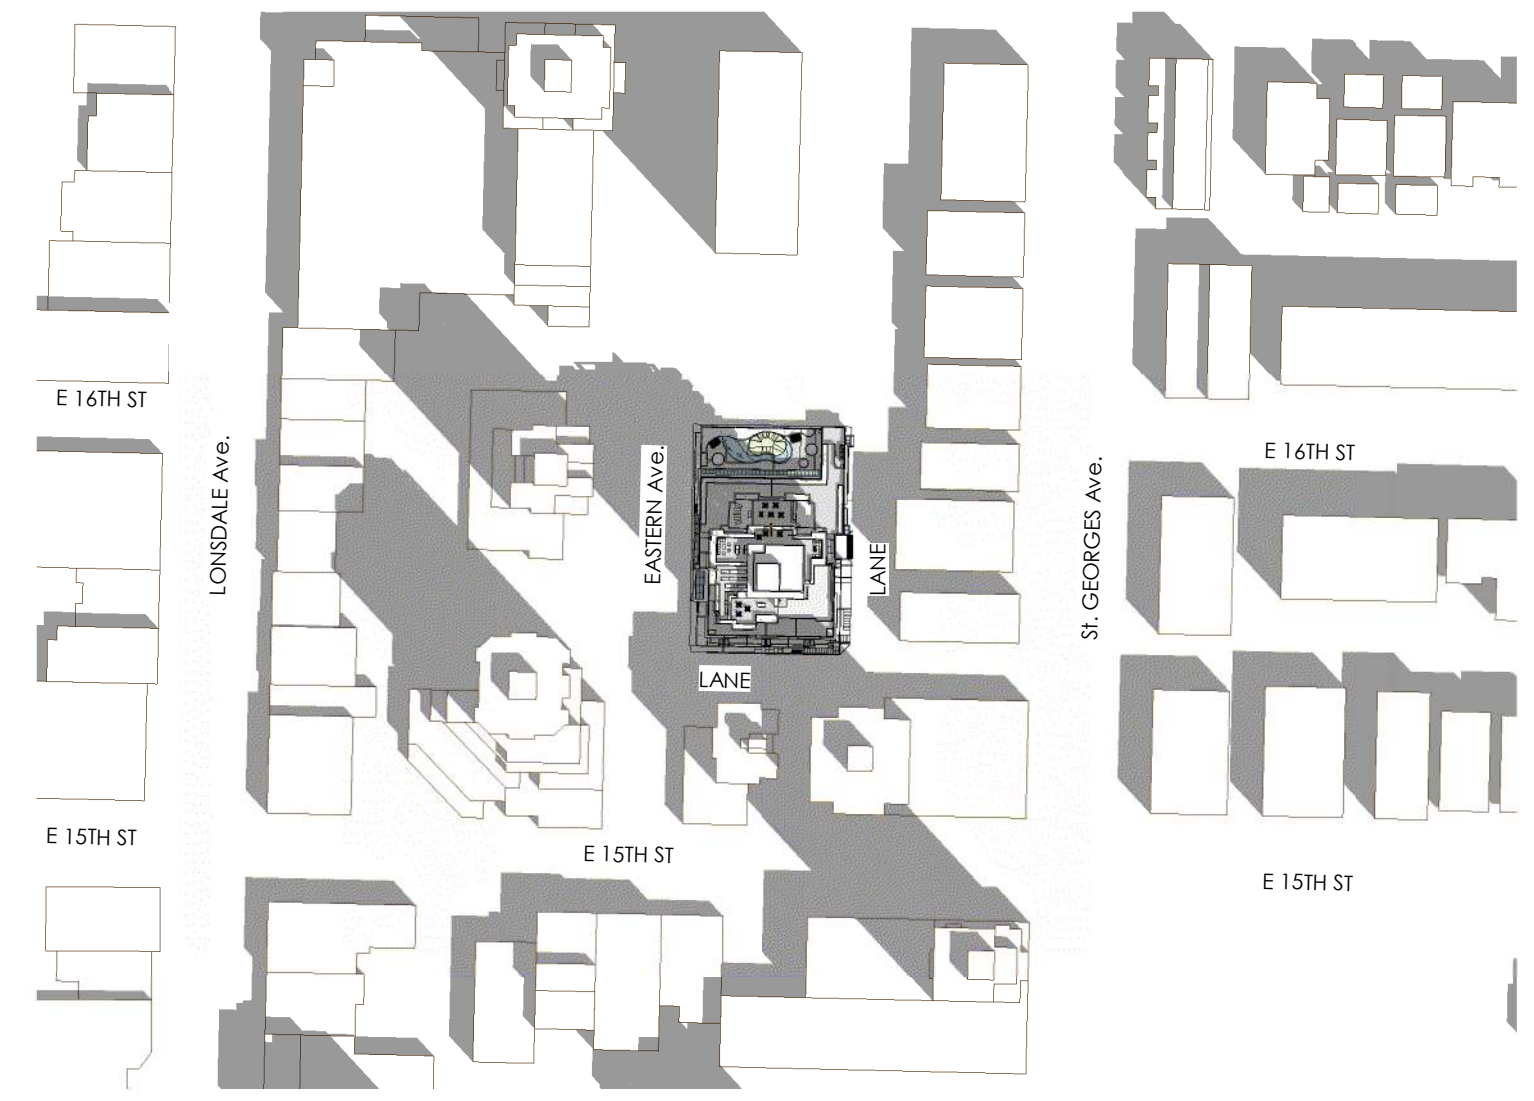 E 16TH ST
E 16TH ST
LONSDALE Ave.
EASTERN Ave.
LANE
St. GEORGES Ave.
LANE
E 15TH ST
E 15TH ST
E 15TH ST